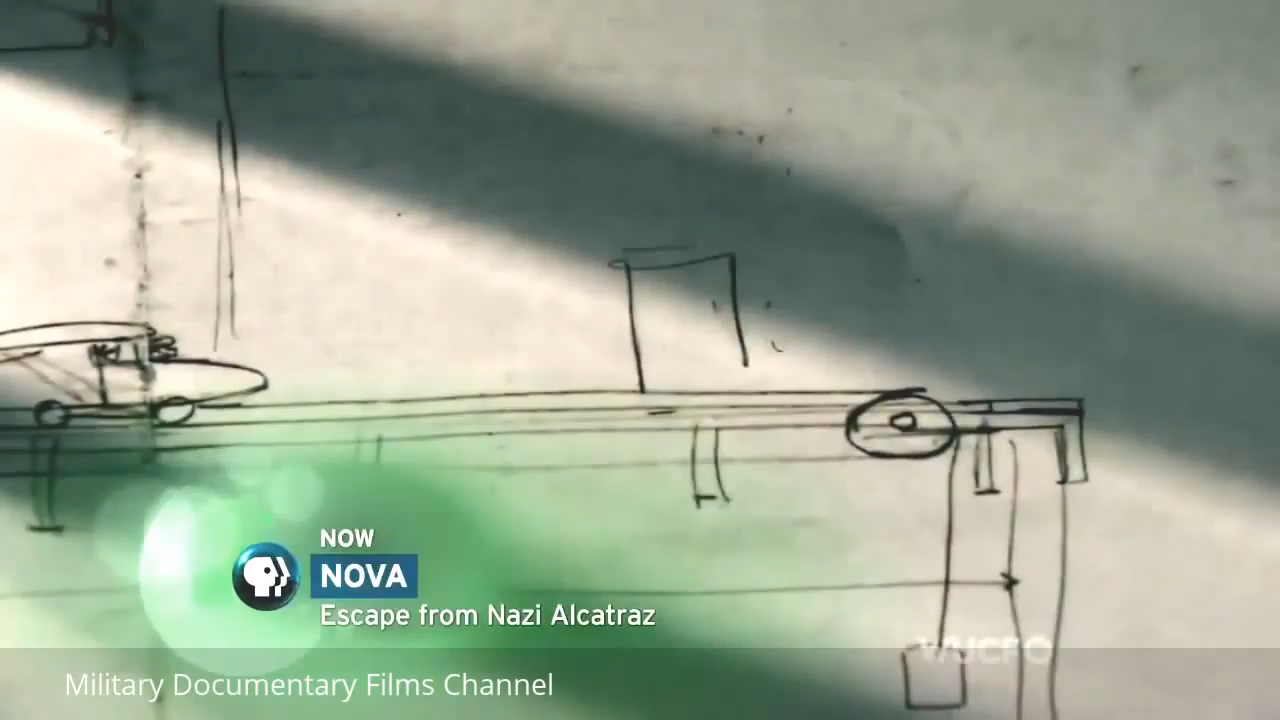 NOW
NOVA
Escape from Nazi Alcatraz
Military Documentary Films Channel